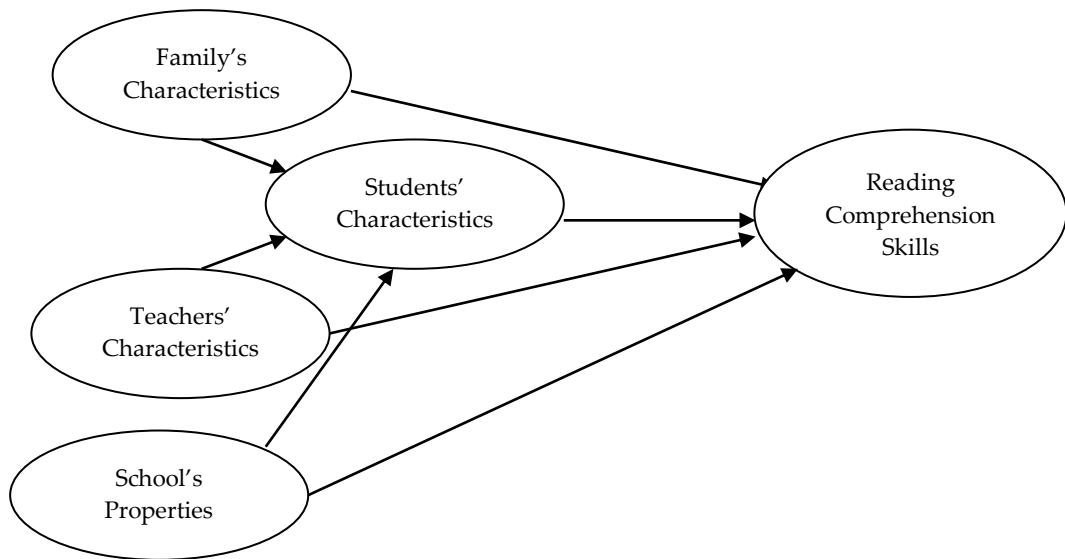 Family’s
Characteristics
Students’
Characteristics
Reading
Comprehension
Skills
Teachers’
Characteristics
School’s
Properties